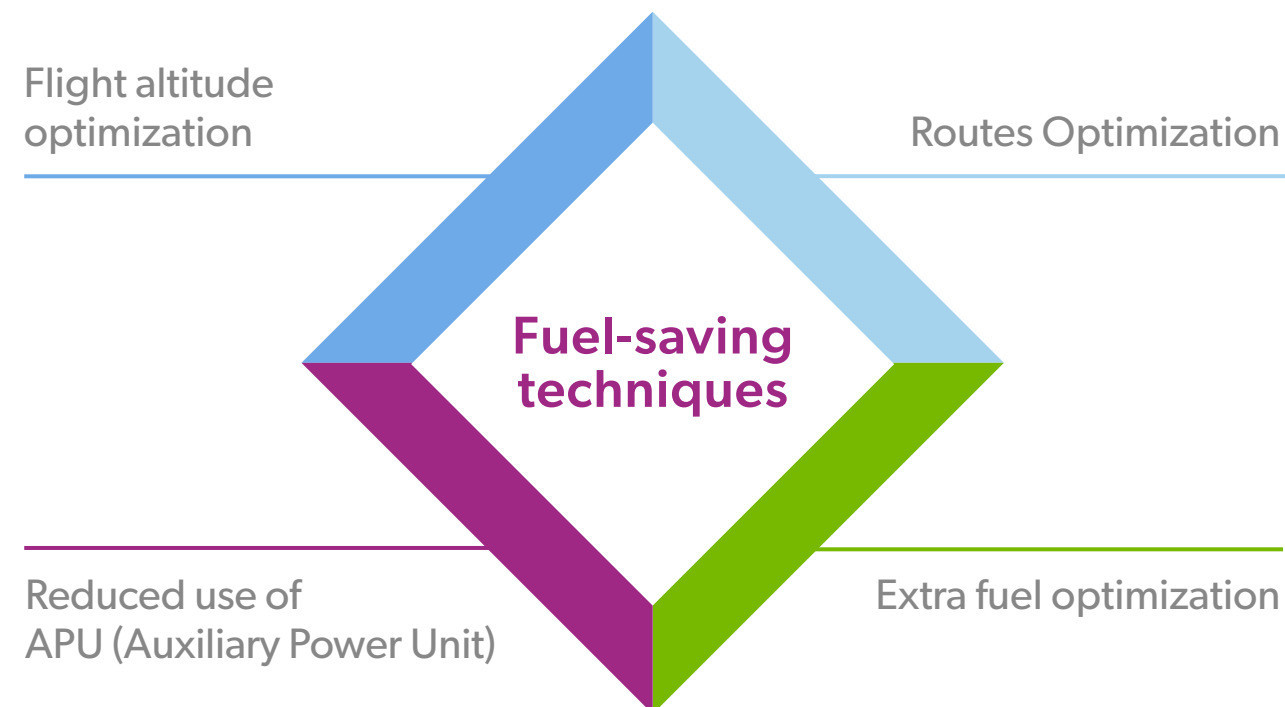 Flight altitude
optimization
Routes Optimization
Fuel-saving
techniques
Reduced use of
APU (Auxiliary Power Unit)
Extra fuel optimization